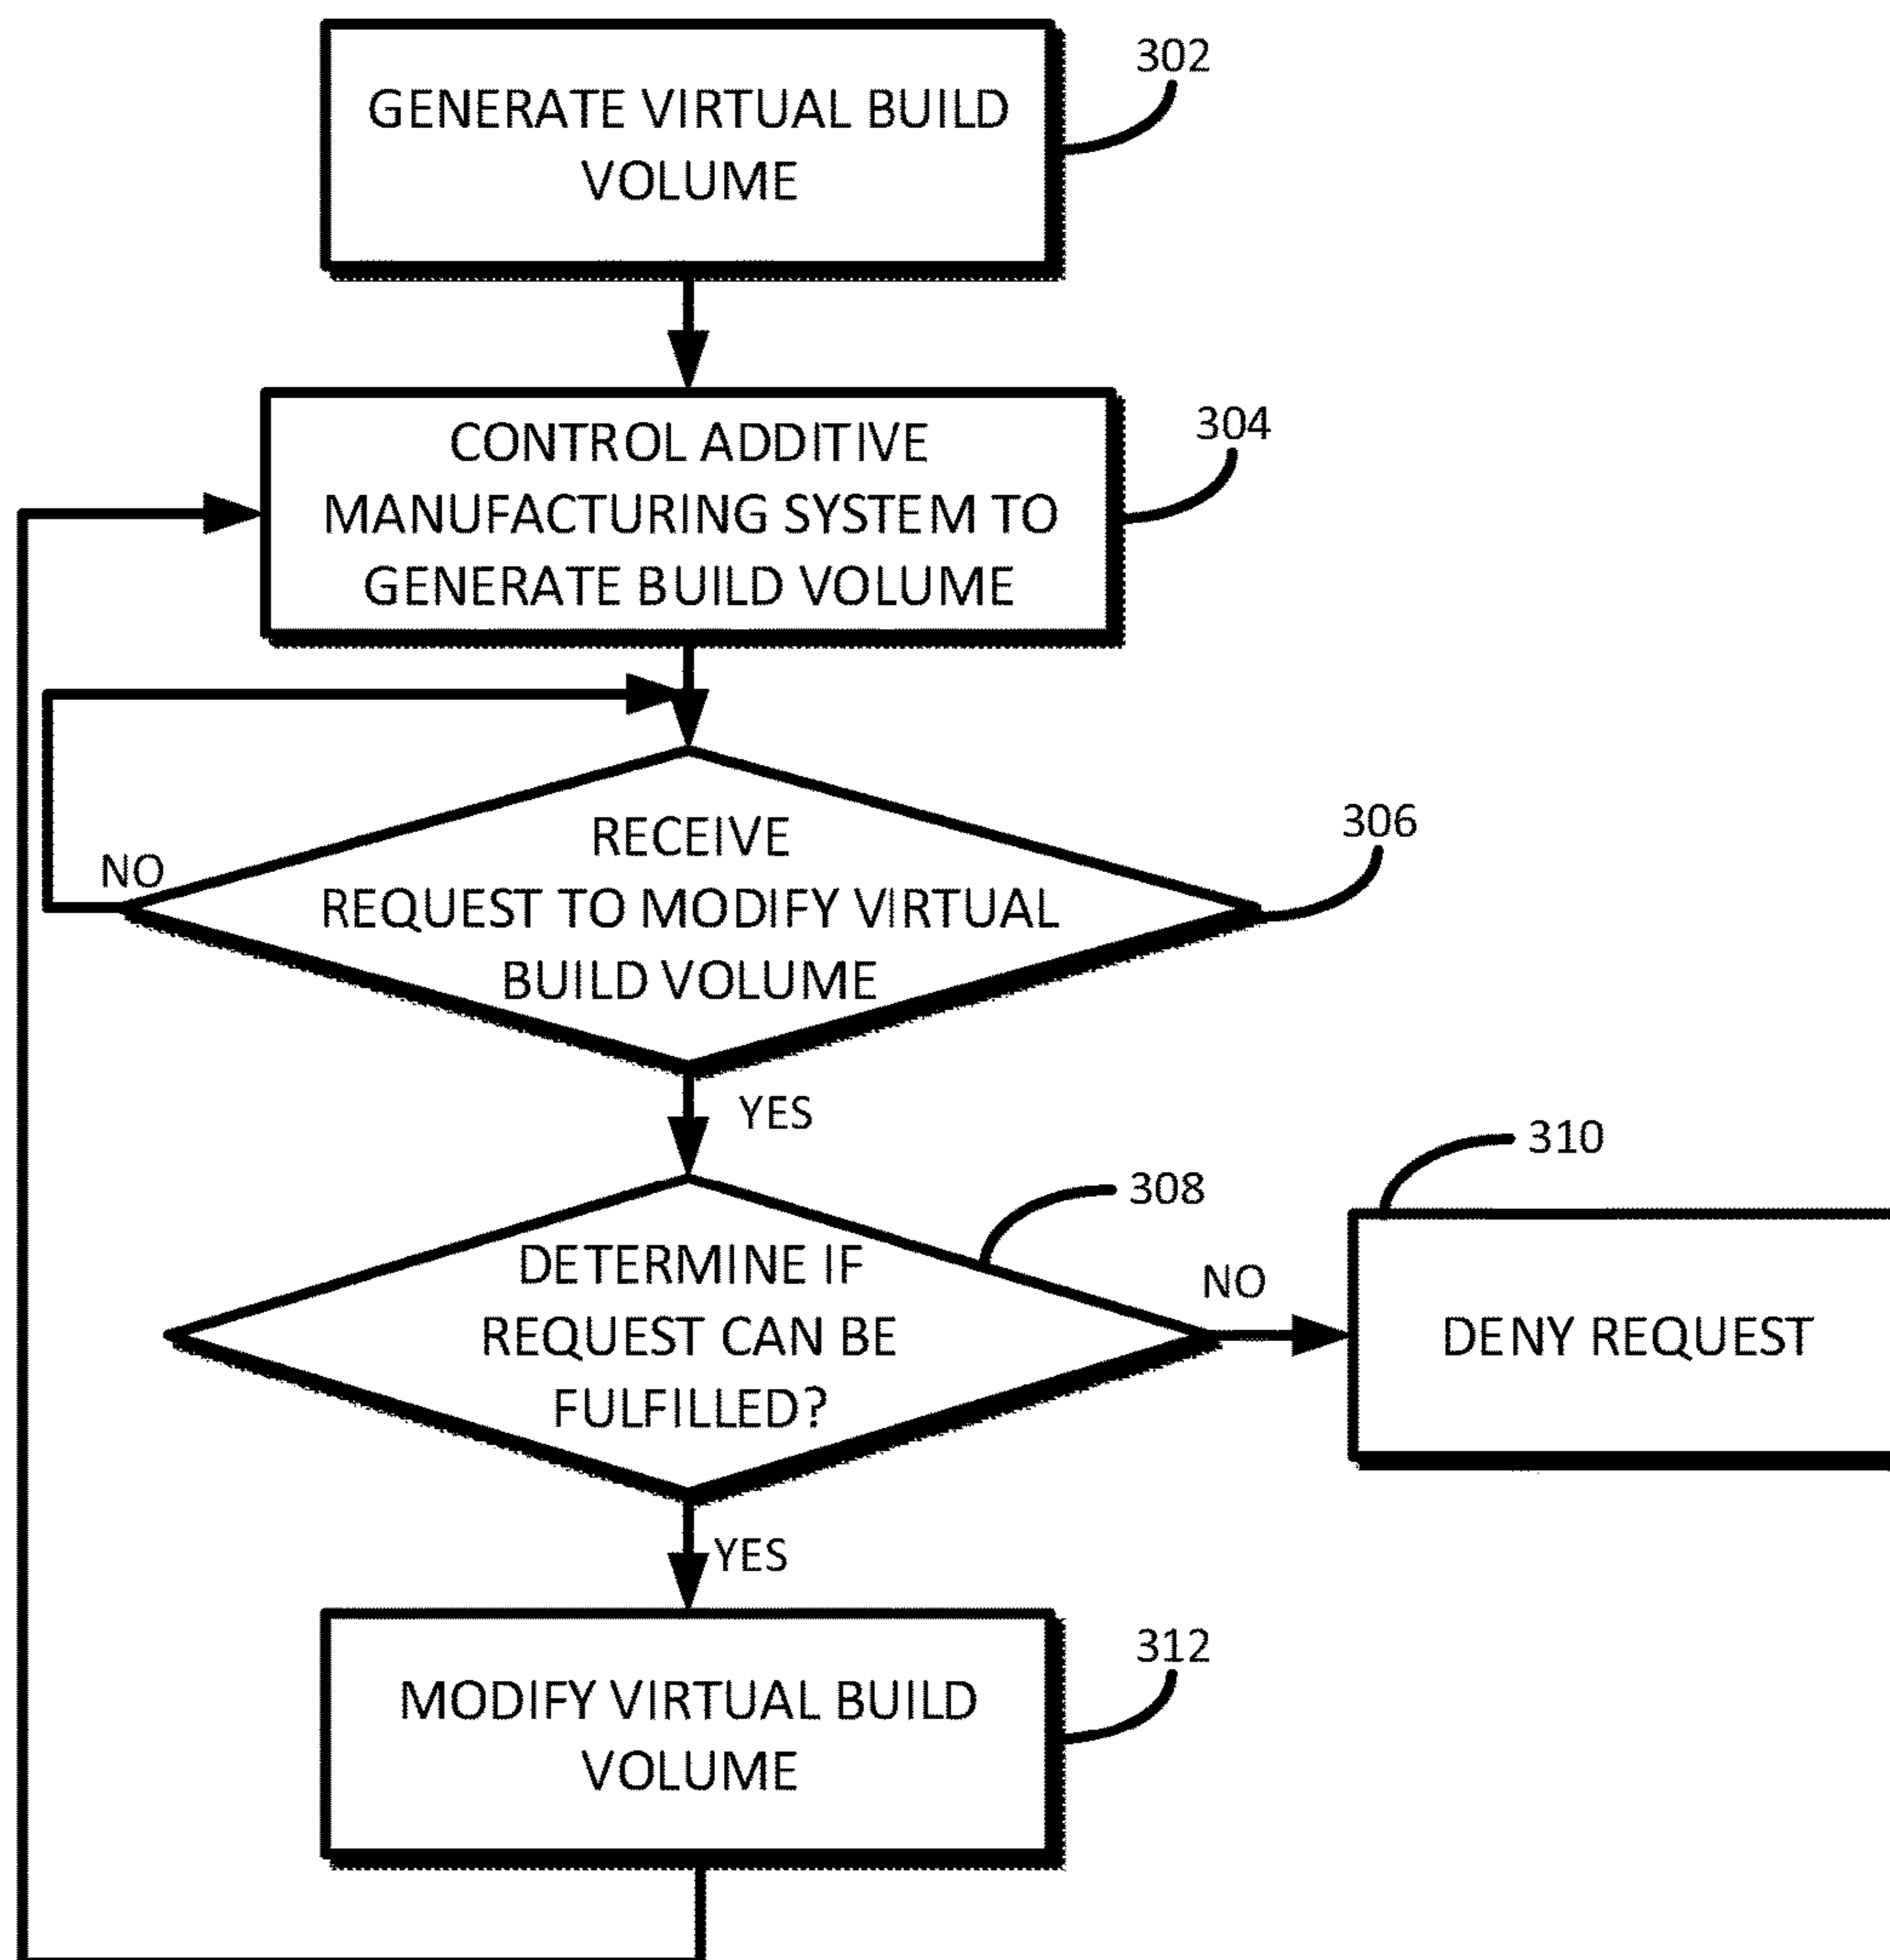 GENERATE VIRTUAL BUILD
VOLUME
302
CONTROL ADDITIVE
MANUFACTURING SYSTEM TO
GENERATE BUILD VOLUME
304
RECEIVE
REQUEST TO MODIFY VIRTUAL
BUILD VOLUME
306
NO
YES
DETERMINE IF
REQUEST CAN BE
FULFILLED?
308
NO
310
DENY REQUEST
YES
MODIFY VIRTUAL BUILD
VOLUME
312